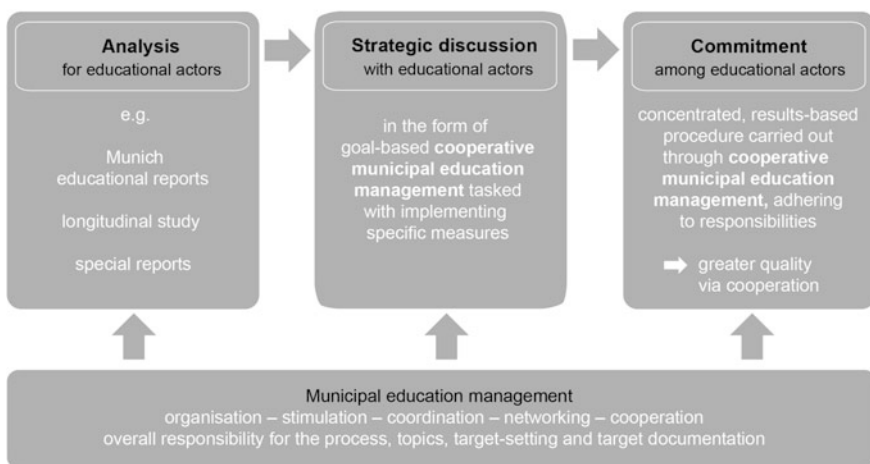 Analysis
for educational actors
e.g.
Munich
educational reports
longitudinal study
special reports
Strategic discussion
with educational actors
in the form of
goal-based cooperative
municipal education
management tasked
with implementing
specific measures
Commitment
among educational actors
concentrated, results-based
procedure carried out
through cooperative
municipal education
management, adhering
to responsibilities
greater quality
via cooperation
Municipal education management
organisation – stimulation – coordination – networking – cooperation
overall responsibility for the process, topics, target-setting and target documentation